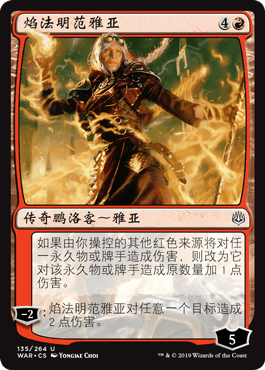 焰法明范雅亚 4
传奇鹏洛客～雅亚
如果由你操控的其他红色来源将对任
一永久物或牌手造成伤害，则改为它
对该永久物或牌手造成原数量加1点
伤害。
-2 :焰法明范雅亚对任意一个目标造成
2点伤害。
5
135/264 U
WAR • CS YONGJAE CHOI
™ & © 2019 Wizards of the Coast